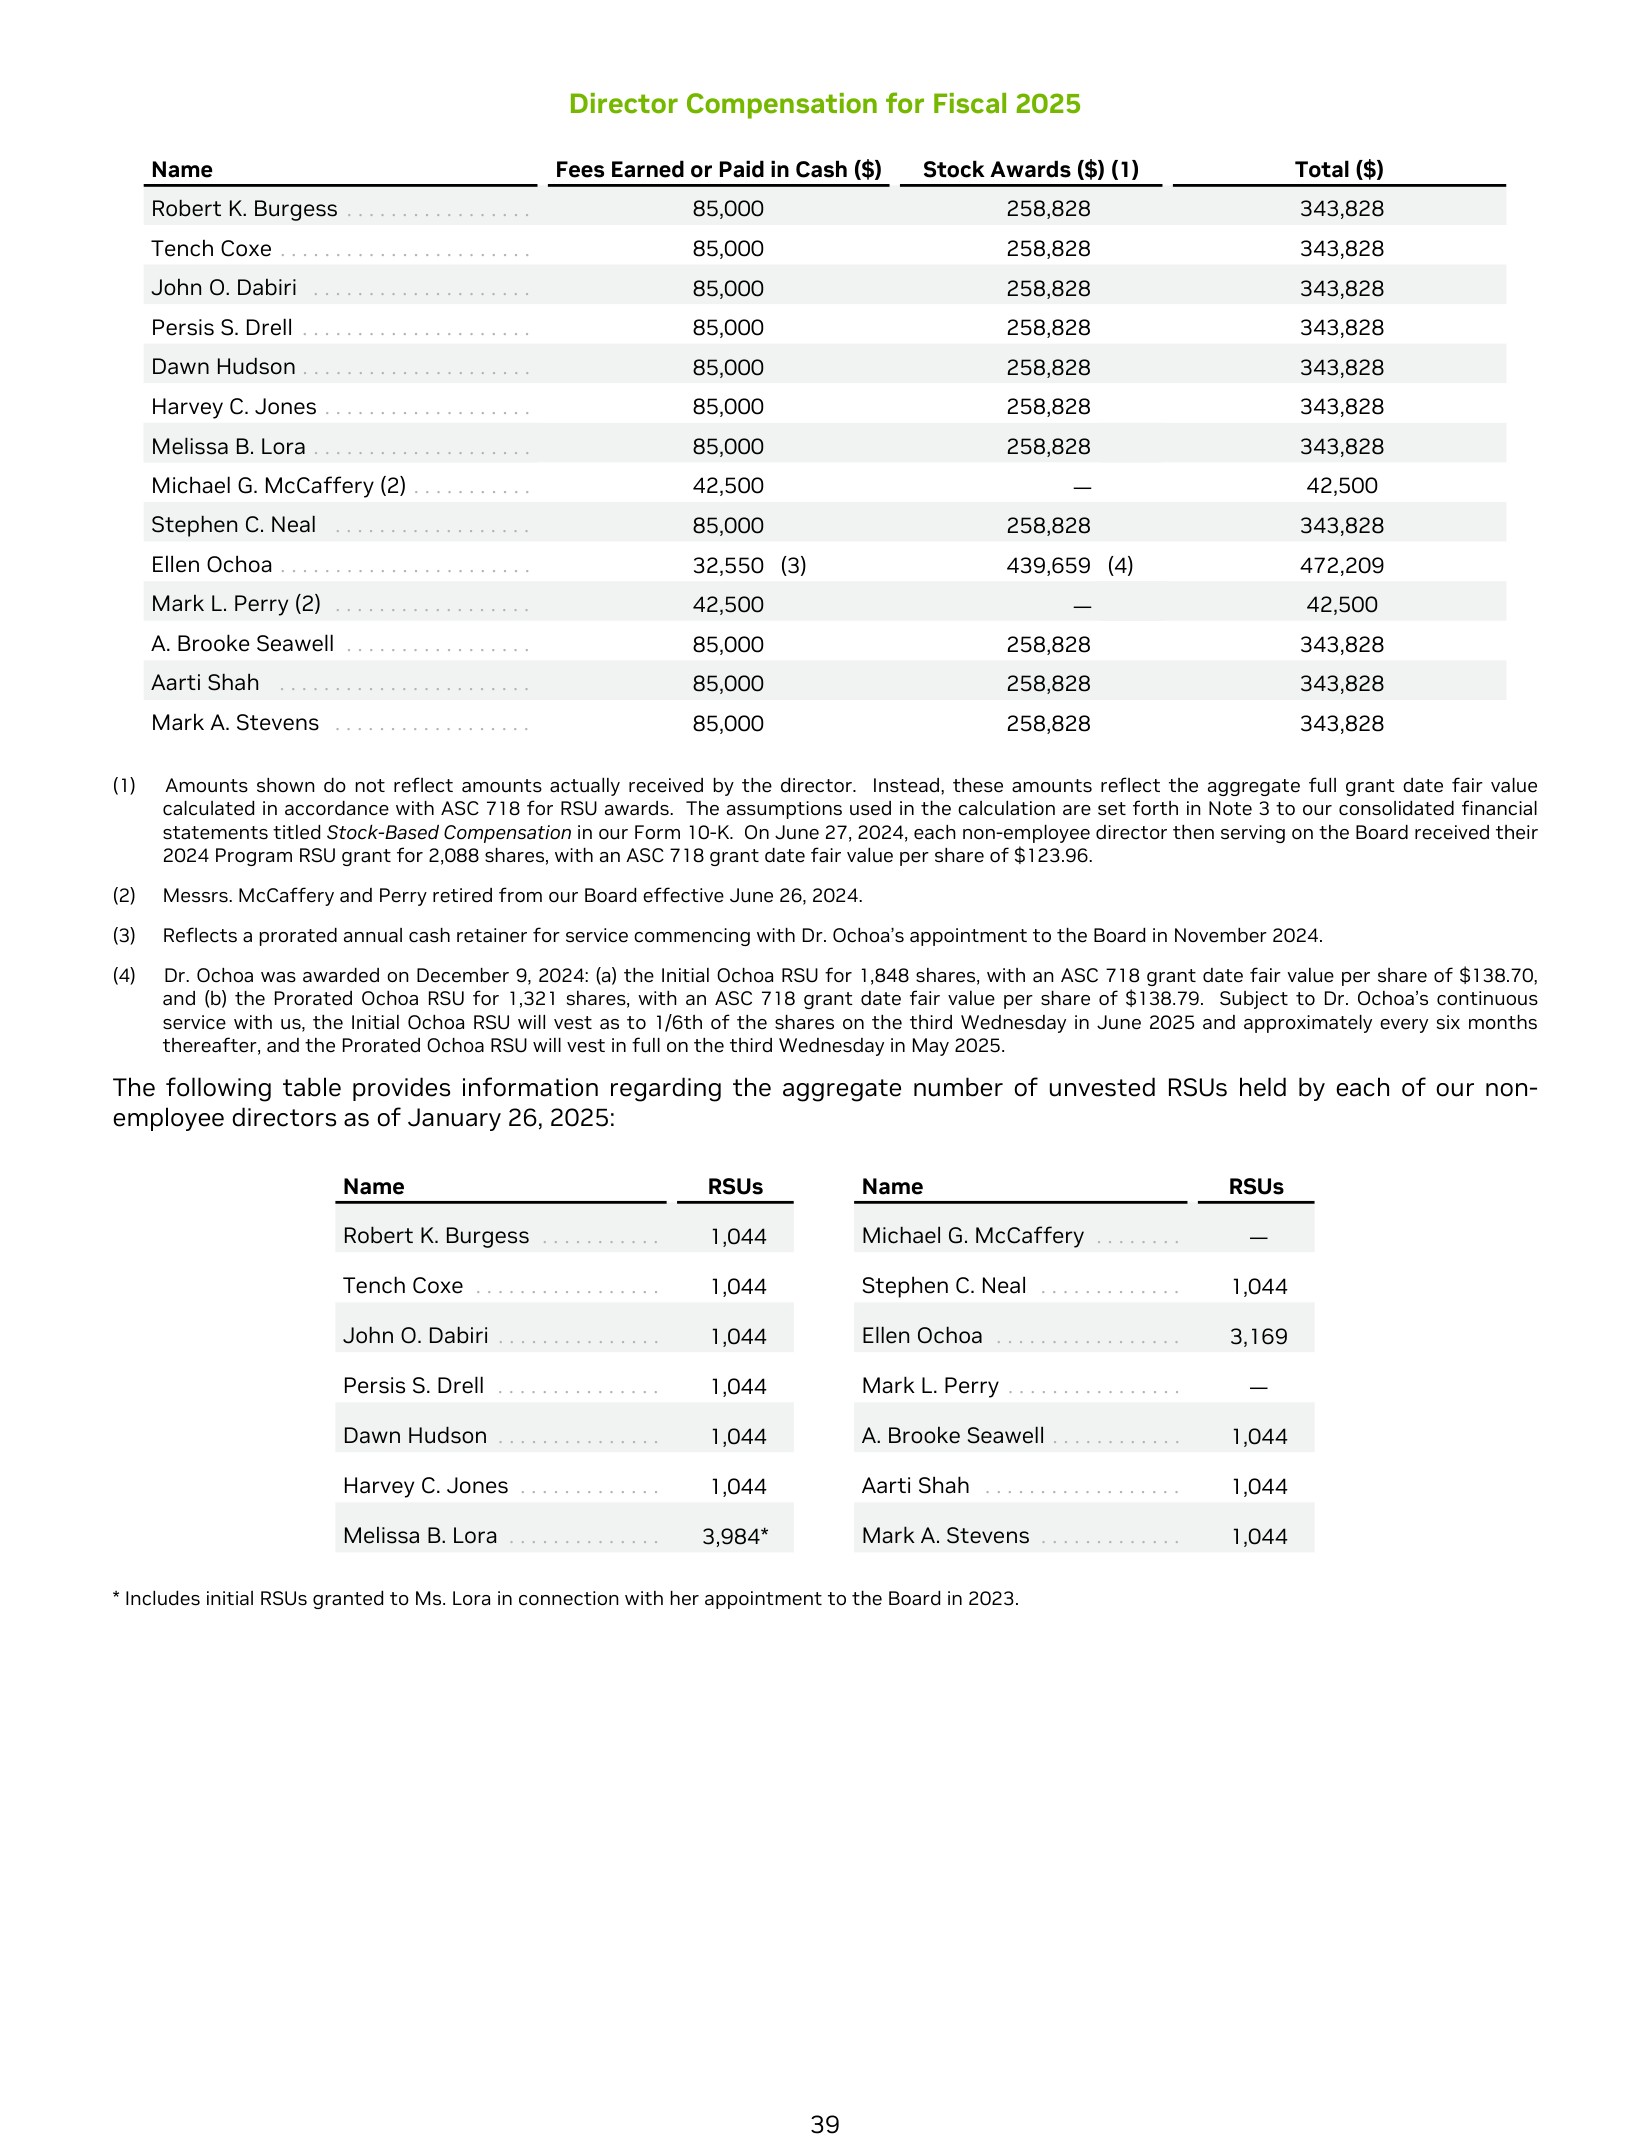 Director Compensation for Fiscal 2025
Name Fees Earned or Paid in Cash ($) Stock Awards ($) (1) Total ($)
Robert K. Burgess . . . . . . . . . . . . . . . . . 85,000 258,828 343,828
Tench Coxe . . . . . . . . . . . . . . . . . . . . . . . 85,000 258,828 343,828
John O. Dabiri . . . . . . . . . . . . . . . . . . . . 85,000 258,828 343,828
Persis S. Drell . . . . . . . . . . . . . . . . . . . . . 85,000 258,828 343,828
Dawn Hudson . . . . . . . . . . . . . . . . . . . . . 85,000 258,828 343,828
Harvey C. Jones . . . . . . . . . . . . . . . . . . . 85,000 258,828 343,828
Melissa B. Lora . . . . . . . . . . . . . . . . . . . . 85,000 258,828 343,828
Michael G. McCaffery (2) . . . . . . . . . . . 42,500 — 42,500
Stephen C. Neal . . . . . . . . . . . . . . . . . . 85,000 258,828 343,828
Ellen Ochoa . . . . . . . . . . . . . . . . . . . . . . . 32,550 (3) 439,659 (4) 472,209
Mark L. Perry (2) . . . . . . . . . . . . . . . . . . 42,500 — 42,500
A. Brooke Seawell . . . . . . . . . . . . . . . . . 85,000 258,828 343,828
Aarti Shah . . . . . . . . . . . . . . . . . . . . . . . 85,000 258,828 343,828
Mark A. Stevens . . . . . . . . . . . . . . . . . . 85,000 258,828 343,828
(1) Amounts shown do not reflect amounts actually received by the director. Instead, these amounts reflect the aggregate full grant date fair value
calculated in accordance with ASC 718 for RSU awards. The assumptions used in the calculation are set forth in Note 3 to our consolidated financial
statements titled Stock-Based Compensation in our Form 10-K. On June 27, 2024, each non-employee director then serving on the Board received their
2024 Program RSU grant for 2,088 shares, with an ASC 718 grant date fair value per share of $123.96.
(2) Messrs. McCaffery and Perry retired from our Board effective June 26, 2024.
(3) Reflects a prorated annual cash retainer for service commencing with Dr. Ochoa's appointment to the Board in November 2024.
(4) Dr. Ochoa was awarded on December 9, 2024: (a) the Initial Ochoa RSU for 1,848 shares, with an ASC 718 grant date fair value per share of $138.70,
and (b) the Prorated Ochoa RSU for 1,321 shares, with an ASC 718 grant date fair value per share of $138.79. Subject to Dr. Ochoa's continuous
service with us, the Initial Ochoa RSU will vest as to 1/6th of the shares on the third Wednesday in June 2025 and approximately every six months
thereafter, and the Prorated Ochoa RSU will vest in full on the third Wednesday in May 2025.
The following table provides information regarding the aggregate number of unvested RSUs held by each of our non-
employee directors as of January 26, 2025:
Name RSUs Name RSUs
Robert K. Burgess . . . . . . . . . . . 1,044 Michael G. McCaffery . . . . . . . . —
Tench Coxe . . . . . . . . . . . . . . . . . 1,044 Stephen C. Neal . . . . . . . . . . . . . 1,044
John O. Dabiri . . . . . . . . . . . . . . . 1,044 Ellen Ochoa . . . . . . . . . . . . . . . . . 3,169
Persis S. Drell . . . . . . . . . . . . . . . 1,044 Mark L. Perry . . . . . . . . . . . . . . . . —
Dawn Hudson . . . . . . . . . . . . . . . 1,044 A. Brooke Seawell . . . . . . . . . . . . 1,044
Harvey C. Jones . . . . . . . . . . . . . 1,044 Aarti Shah . . . . . . . . . . . . . . . . . . 1,044
Melissa B. Lora . . . . . . . . . . . . . . 3,984* Mark A. Stevens . . . . . . . . . . . . . 1,044
* Includes initial RSUs granted to Ms. Lora in connection with her appointment to the Board in 2023.
39